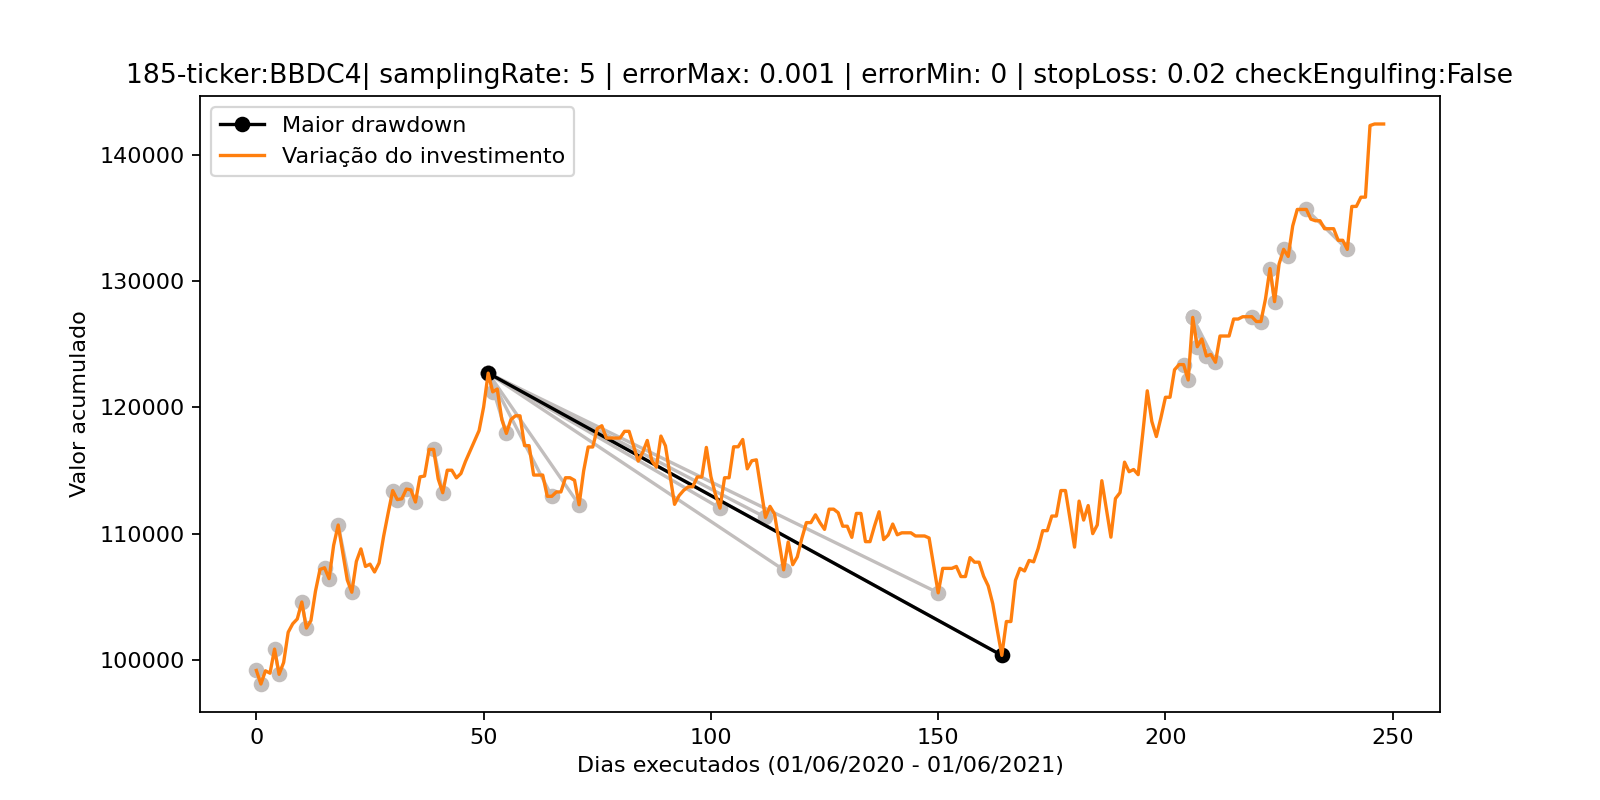 185-ticker:BBDC4| samplingRate: 5 | errorMax: 0.001 | errorMin: 0 | stopLoss: 0.02 checkEngulfing:False
Maior drawdown
Variação do investimento
Valor acumulado
140000
130000
120000
110000
100000
0 50 100 150 200 250
Dias executados (01/06/2020 - 01/06/2021)